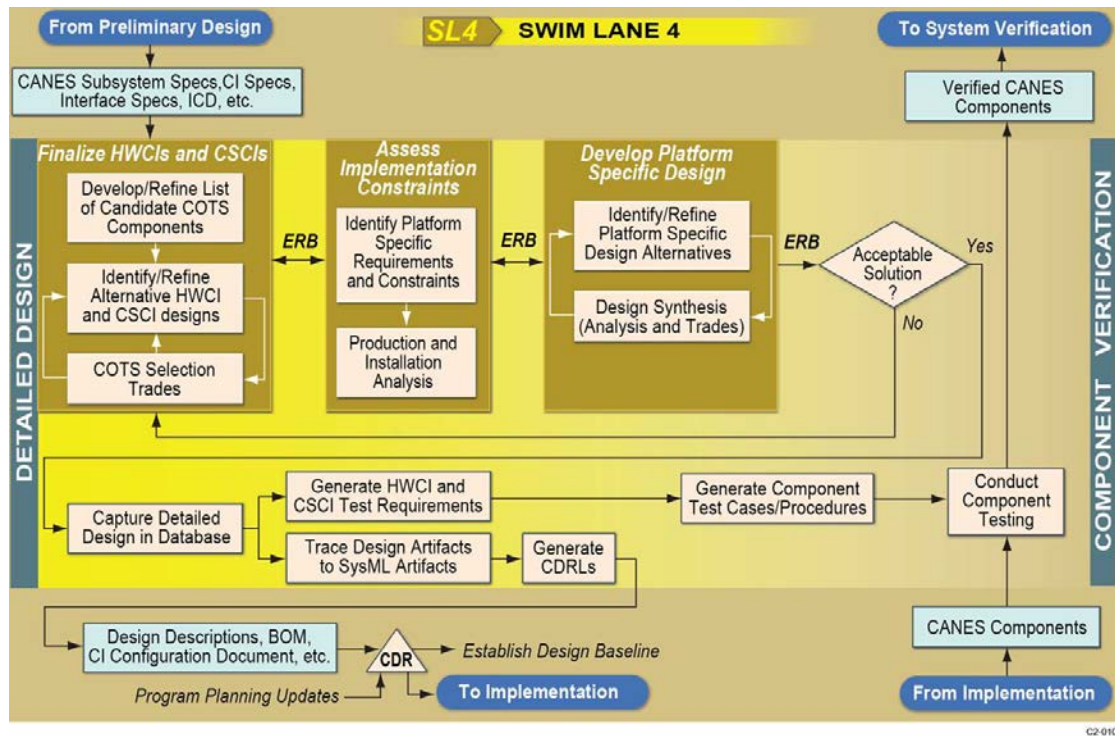 From Preliminary Design
SL4 SWIM LANE 4
To System Verification
CANES Subsystem Specs,CI Specs,
Interface Specs, ICD, etc.
Verified CANES
Components
DETAILED DESIGN
Finalize HWCIs and CSCIs
Develop/Refine List
of Candidate COTS
Components
Identify/Refine
Alternative HWCI
and CSCI designs
COTS Selection
Trades
ERB
Assess
Implementation
Constraints
Identify Platform
Specific
Requirements
and Constraints
Production and
Installation
Analysis
ERB
Develop Platform
Specific Design
Identify/Refine
Platform Specific
Design Alternatives
Design Synthesis
(Analysis and Trades)
ERB
Acceptable
Solution
?
Yes
No
COMPONENT VERIFICATION
Capture Detailed
Design in Database
Generate HWCI and
CSCI Test Requirements
Generate Component
Test Cases/Procedures
Conduct
Component
Testing
Trace Design Artifacts
to SysML Artifacts
Generate
CDRLs
Design Descriptions, BOM,
CI Configuration Document, etc.
CDR
Establish Design Baseline
Program Planning Updates
To Implementation
CANES Components
From Implementation